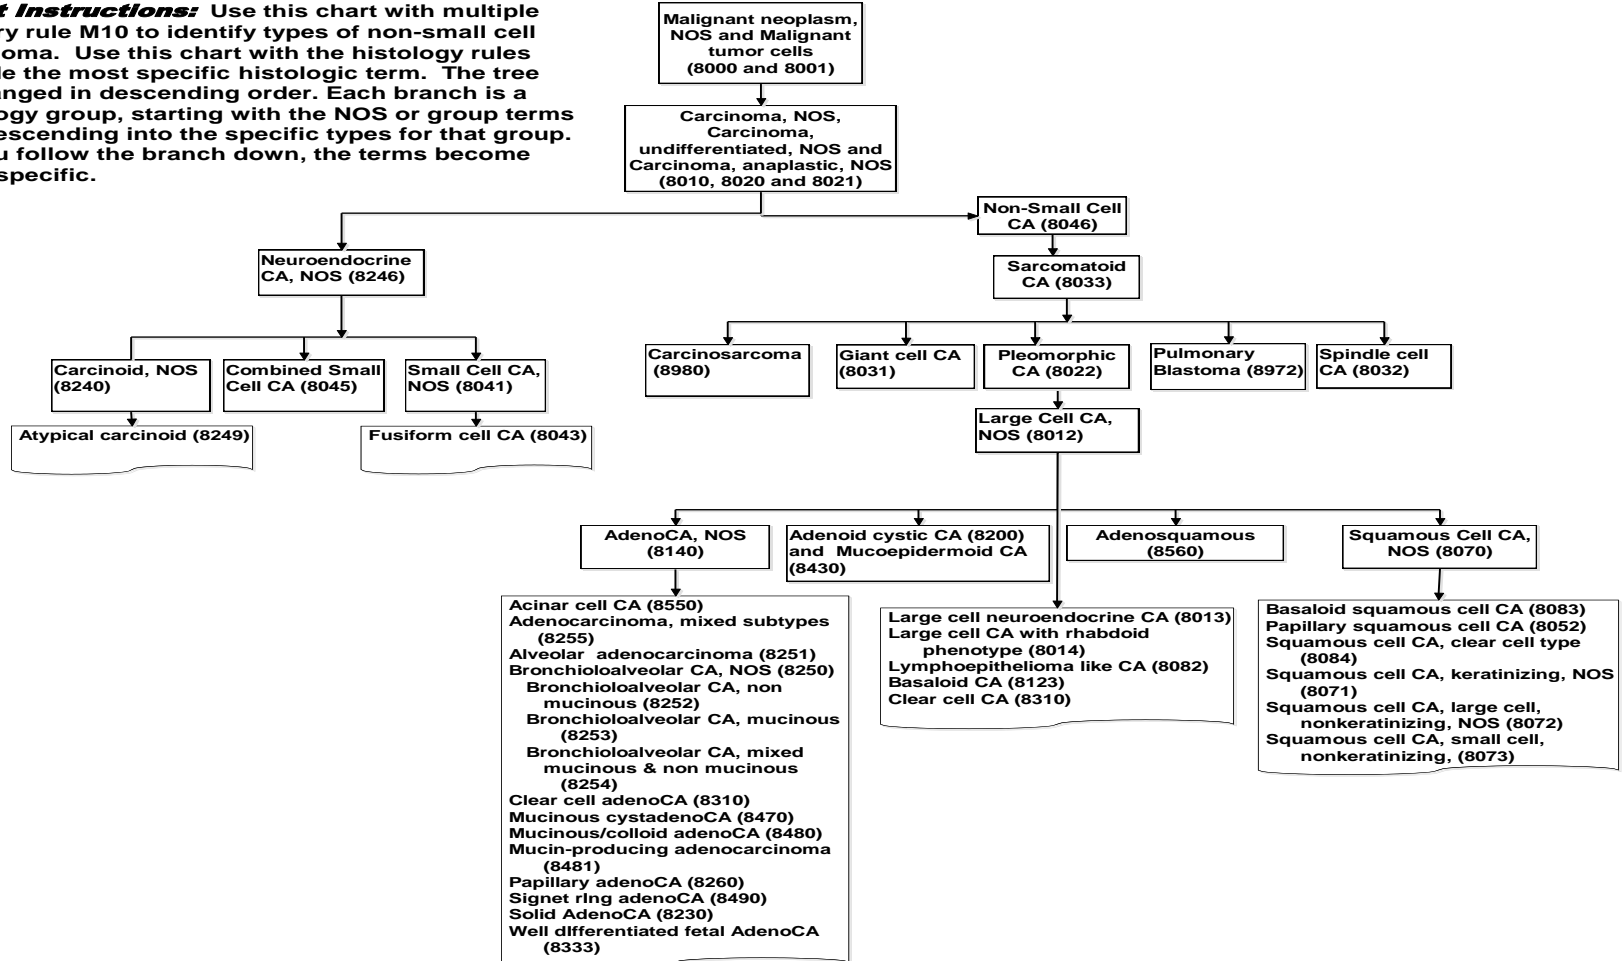 Instructions: Use this chart with multiple
rule M10 to identify types of non-small cell
Use this chart with the histology rules
the most specific histologic term. The tree
in descending order. Each branch is a
group, starting with the NOS or group terms
into the specific types for that group.
follow the branch down, the terms become
specific.
Malignant neoplasm,
NOS and Malignant
tumor cells
(8000 and 8001)
Carcinoma, NOS,
Carcinoma,
undifferentiated, NOS and
Carcinoma, anaplastic, NOS
(8010, 8020 and 8021)
Non-Small Cell
CA (8046)
Neuroendocrine
CA, NOS (8246)
Sarcomatoid
CA (8033)
Carcinoid, NOS
(8240)
Combined Small
Cell CA (8045)
Small Cell CA,
NOS (8041)
Carcinosarcoma
(8980)
Giant cell CA
(8031)
Pleomorphic
CA (8022)
Pulmonary
Blastoma (8972)
Spindle cell
CA (8032)
Atypical carcinoid (8249)
Fusiform cell CA (8043)
Large Cell CA,
NOS (8012)
AdenoCA, NOS
(8140)
Adenoid cystic CA (8200)
and Mucoepidermoid CA
(8430)
Adenosquamous
(8560)
Squamous Cell CA,
NOS (8070)
Acinar cell CA (8550)
Adenocarcinoma, mixed subtypes
(8255)
Alveolar adenocarcinoma (8251)
Bronchioloalveolar CA, NOS (8250)
Bronchioloalveolar CA, non
mucinous (8252)
Bronchioloalveolar CA, mucinous
(8253)
Bronchioloalveolar CA, mixed
mucinous & non mucinous
(8254)
Clear cell adenoCA (8310)
Mucinous cystadenoCA (8470)
Mucinous/colloid adenoCA (8480)
Mucin-producing adenocarcinoma
(8481)
Papillary adenoCA (8260)
Signet rIng adenoCA (8490)
Solid AdenoCA (8230)
Well dIfferentiated fetal AdenoCA
(8333)
Large cell neuroendocrine CA (8013)
Large cell CA with rhabdoid
phenotype (8014)
Lymphoepithelioma like CA (8082)
Basaloid CA (8123)
Clear cell CA (8310)
Basaloid squamous cell CA (8083)
Papillary squamous cell CA (8052)
Squamous cell CA, clear cell type
(8084)
Squamous cell CA, keratinizing, NOS
(8071)
Squamous cell CA, large cell,
nonkeratinizing, NOS (8072)
Squamous cell CA, small cell,
nonkeratinizing, (8073)